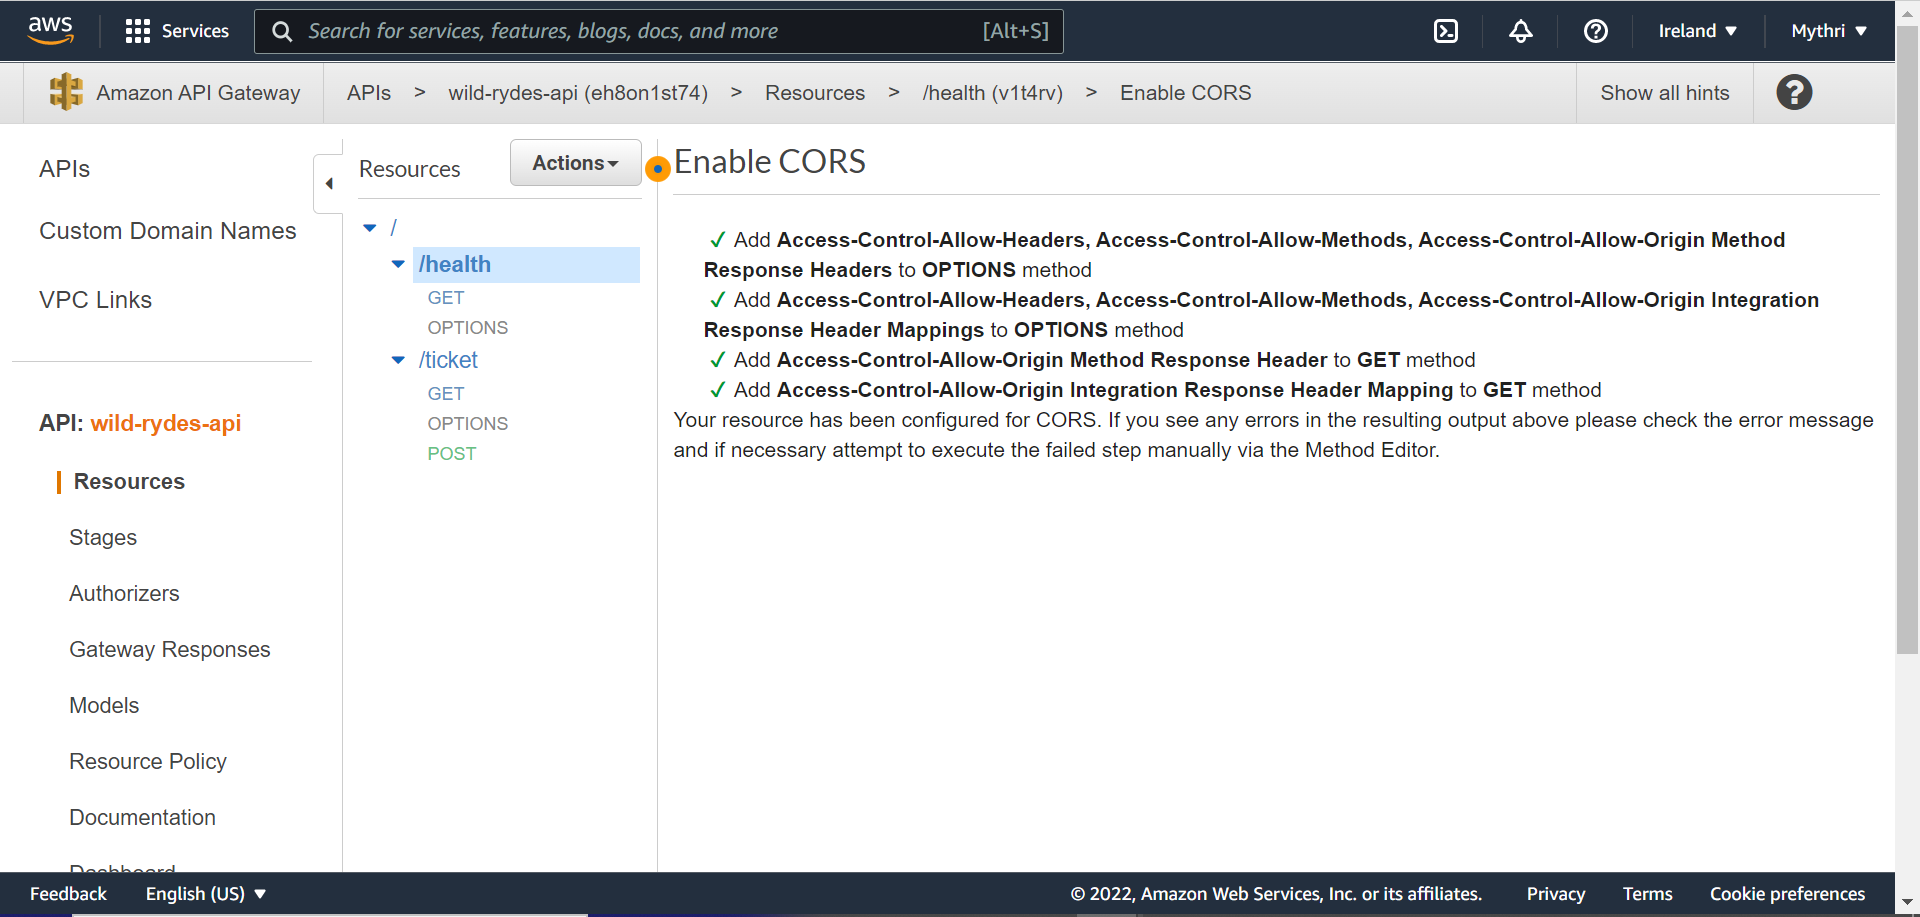 aws
Services
Search for services, features, blogs, docs, and more
[Alt+S]
Ireland ▼
Mythri ▼
Amazon API Gateway
APIs > wild-rydes-api (eh8on1st74) > Resources > /health (v1t4rv) > Enable CORS
Show all hints
?
APIs
Custom Domain Names
VPC Links
API: wild-rydes-api
Resources
Stages
Authorizers
Gateway Responses
Models
Resource Policy
Documentation
Dashboard
Resources
Actions
/
/health
GET
OPTIONS
/ticket
GET
OPTIONS
POST
Enable CORS
✓ Add Access-Control-Allow-Headers, Access-Control-Allow-Methods, Access-Control-Allow-Origin Method
Response Headers to OPTIONS method
✓ Add Access-Control-Allow-Headers, Access-Control-Allow-Methods, Access-Control-Allow-Origin Integration
Response Header Mappings to OPTIONS method
✓ Add Access-Control-Allow-Origin Method Response Header to GET method
✓ Add Access-Control-Allow-Origin Integration Response Header Mapping to GET method
Your resource has been configured for CORS. If you see any errors in the resulting output above please check the error message
and if necessary attempt to execute the failed step manually via the Method Editor.
Feedback
English (US) ▼
© 2022, Amazon Web Services, Inc. or its affiliates.
Privacy
Terms
Cookie preferences